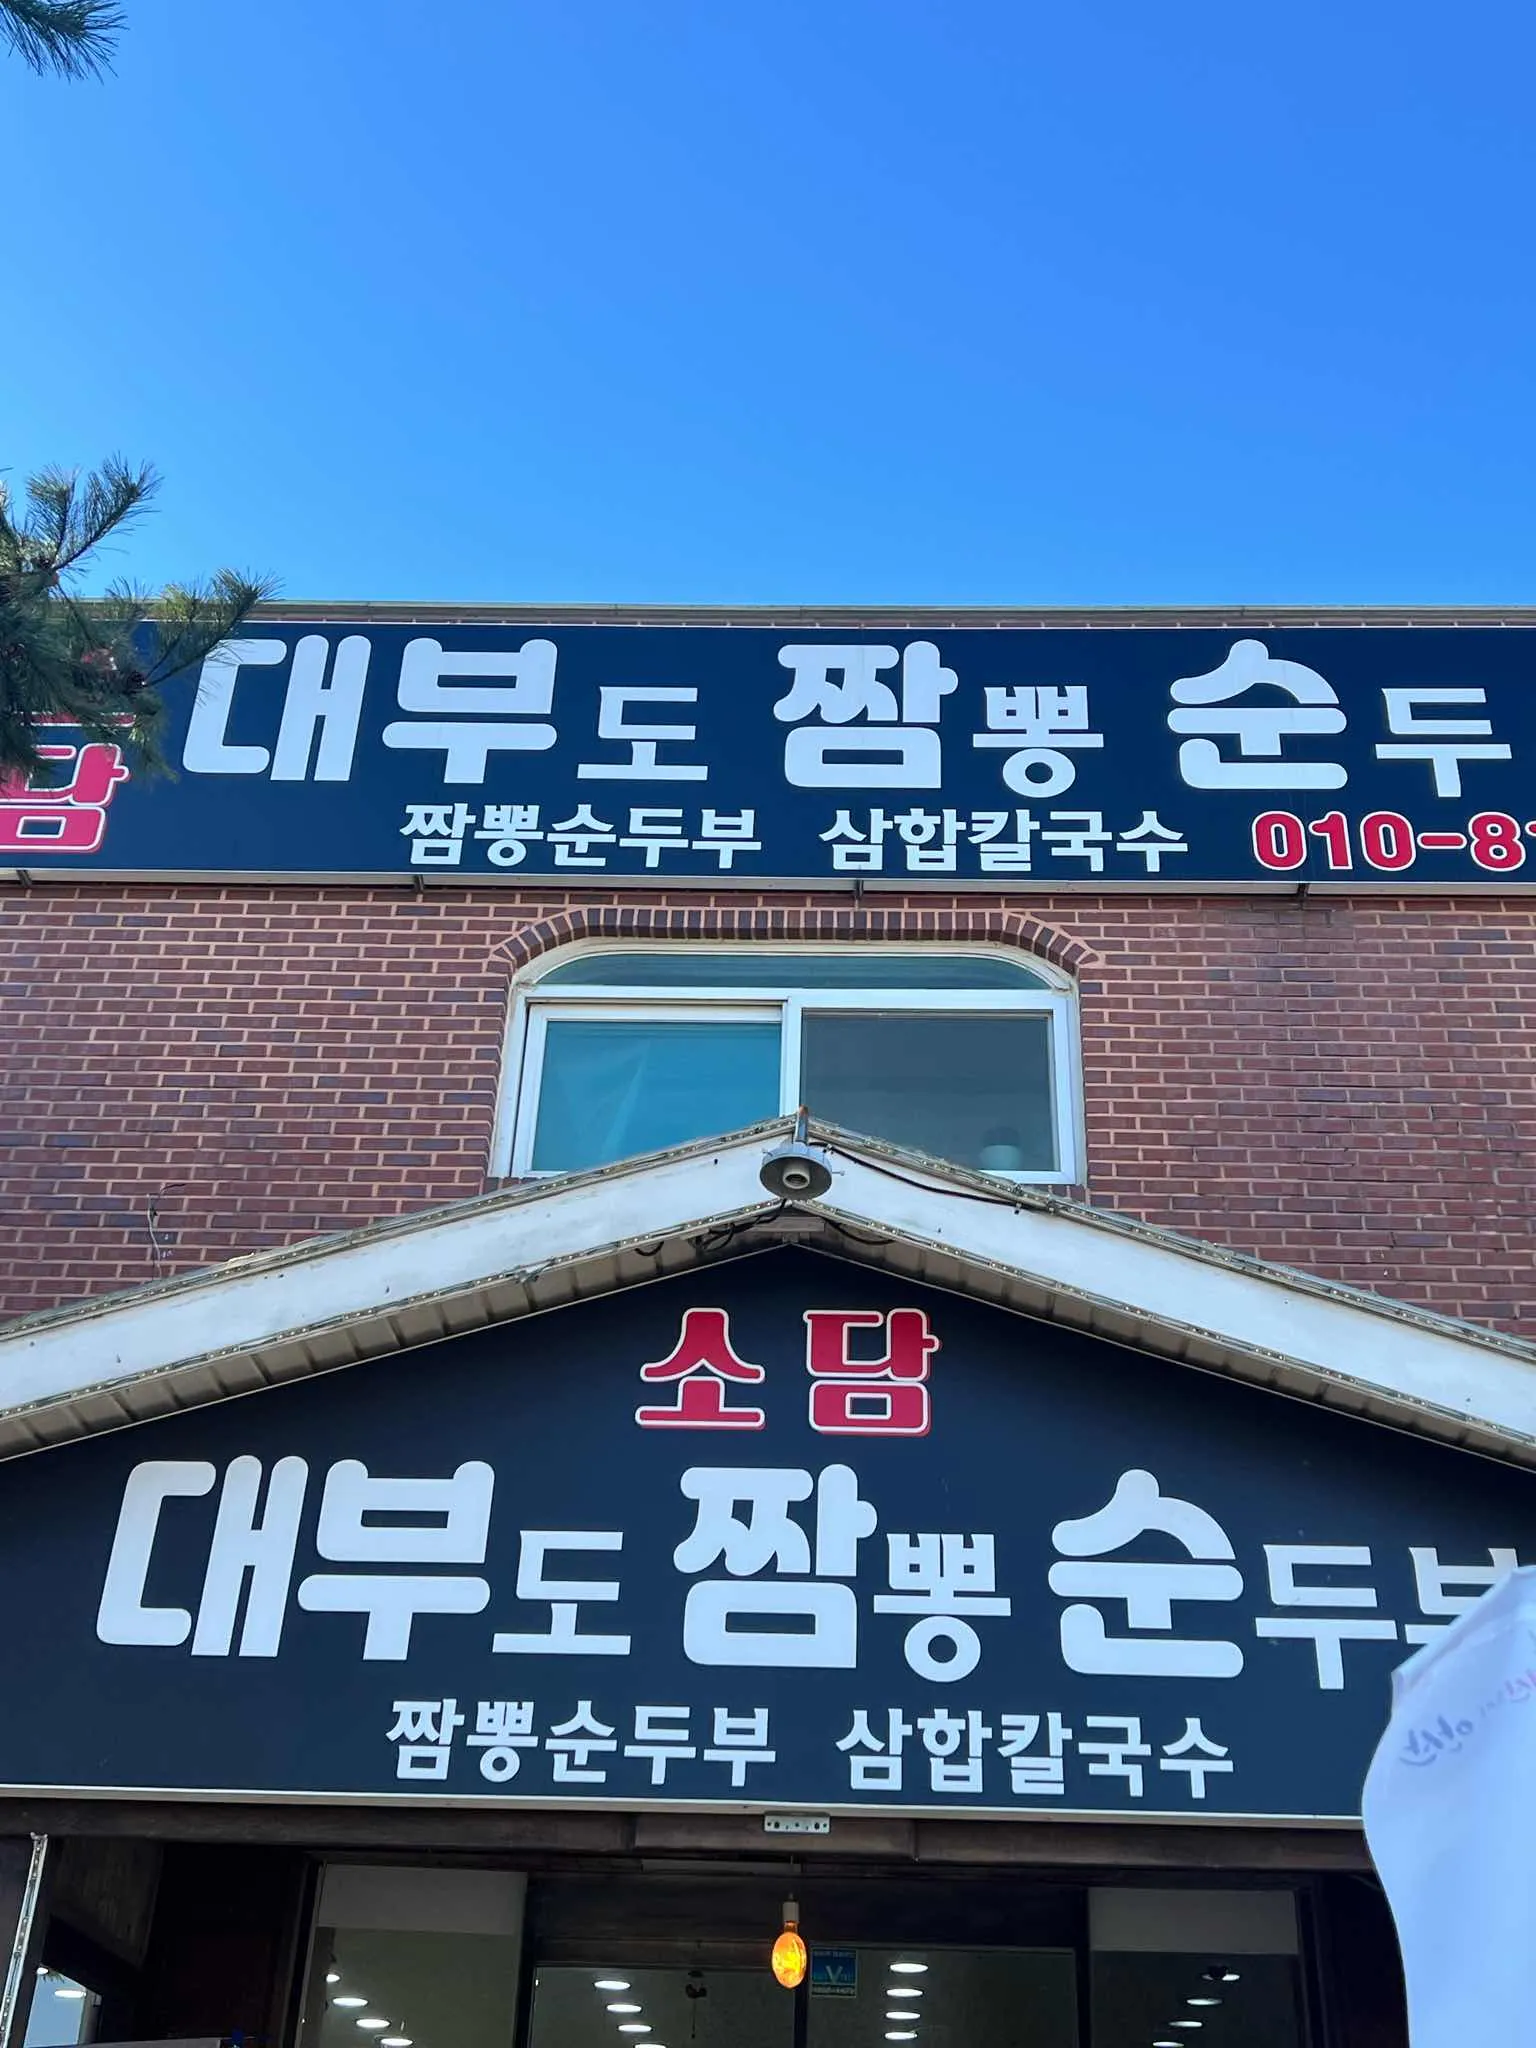 담 대부도 짬뽕 순두
짬뽕순두부 삼합칼국수 010-81
소담
대부도 짬뽕 순두부
짬뽕순두부 삼합칼국수